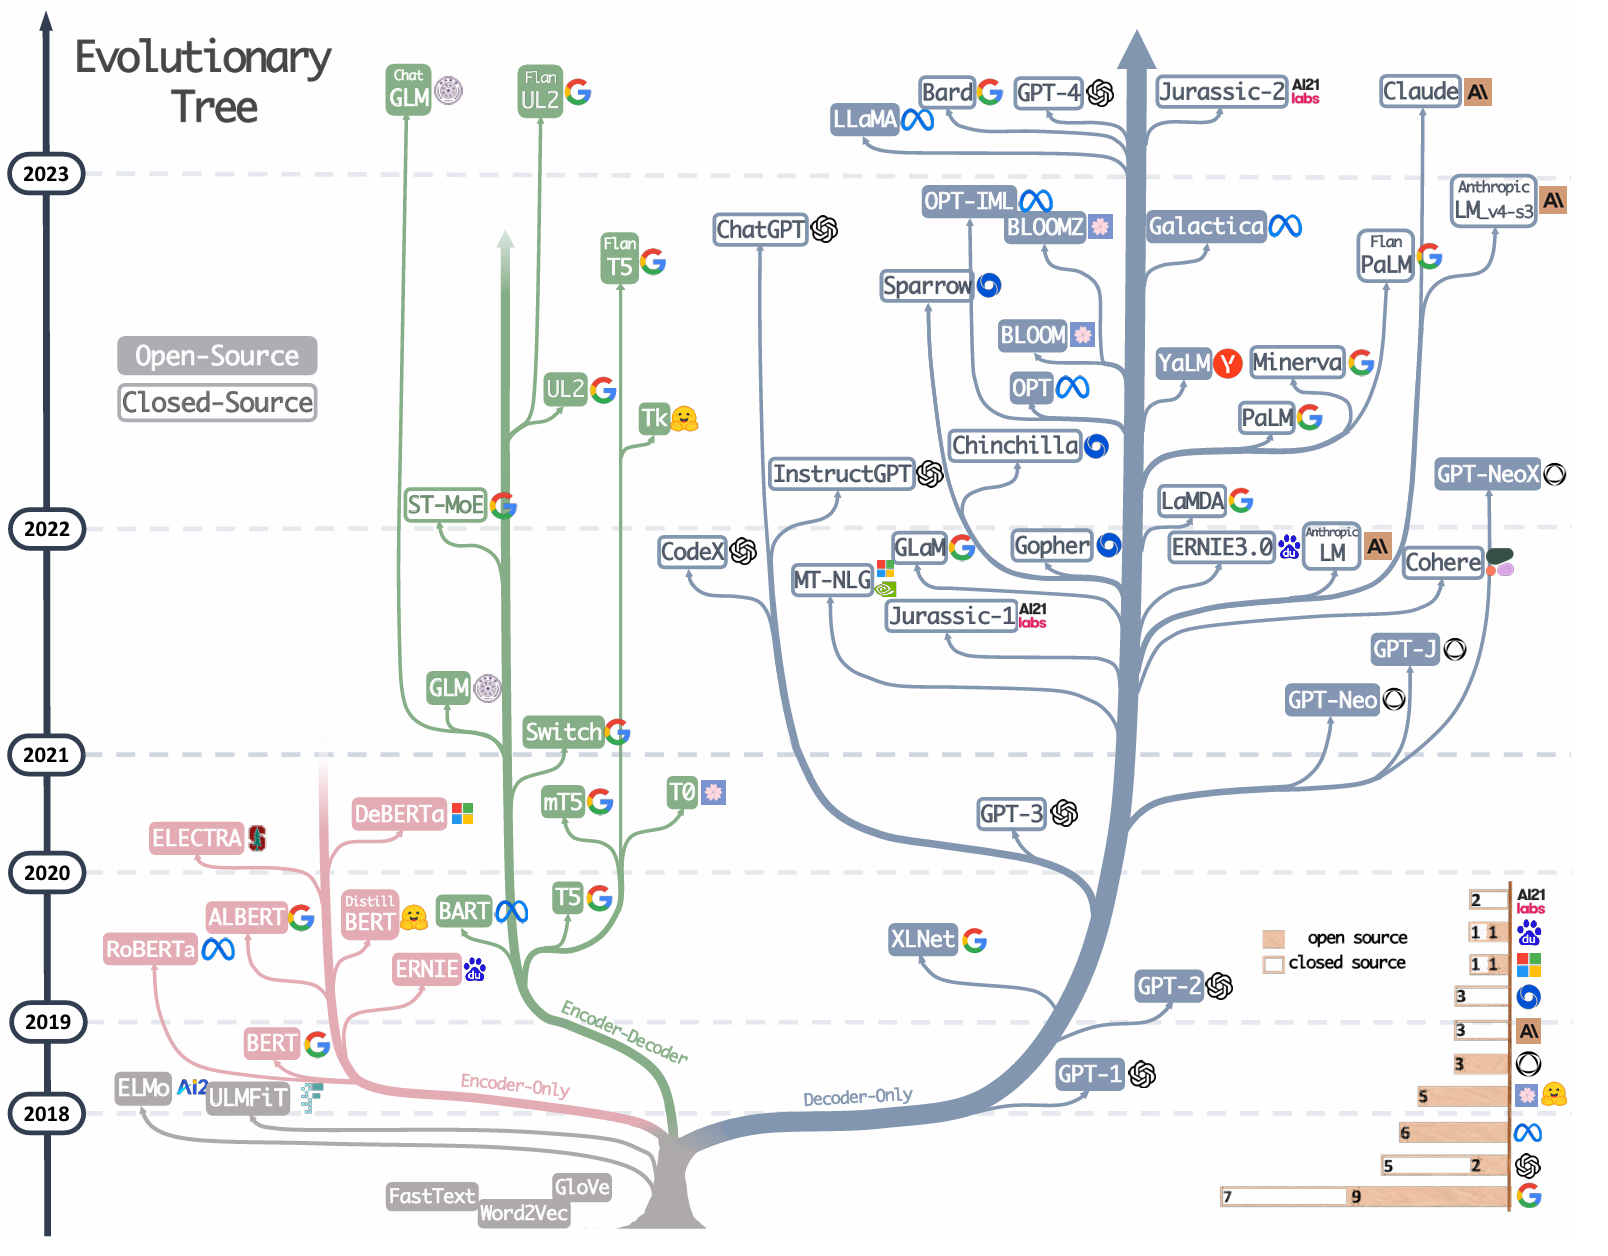 Evolutionary
Tree
2023
2022
2021
2020
2019
2018
Open-Source
Closed-Source
Chat
GLM
Flan
UL2
Flan
T5
UL2
Tk
ST-MoE
GLM
Switch
mT5
T0
T5
BART
DeBERTa
ELECTRA
ALBERT
Distill
BERT
RoBERTa
ERNIE
du
BERT
ELMo
Ai2
ULMFiT
Encoder-Only
Encoder-Decoder
Decoder-Only
FastText
GloVe
Word2Vec
Bard
GPT-4
Jurassic-2
AI21
labs
Claude
A\
LLaMA
OPT-IML
BLOOMZ
Galactica
Anthropic
LM_v4-s3
A\
ChatGPT
Flan
PaLM
Sparrow
BLOOM
YaLM
Minerva
OPT
PaLM
Chinchilla
InstructGPT
GPT-NeoX
LaMDA
CodeX
GLaM
Gopher
ERNIE3.0
du
Anthropic
LM
A\
Cohere
MT-NLG
Jurassic-1
AI21
labs
GPT-J
GPT-Neo
GPT-3
XLNet
GPT-2
GPT-1
open source
closed source
2
AI21
labs
1 1
du
1 1
3
3
A\
3
5
6
5 2
7 9